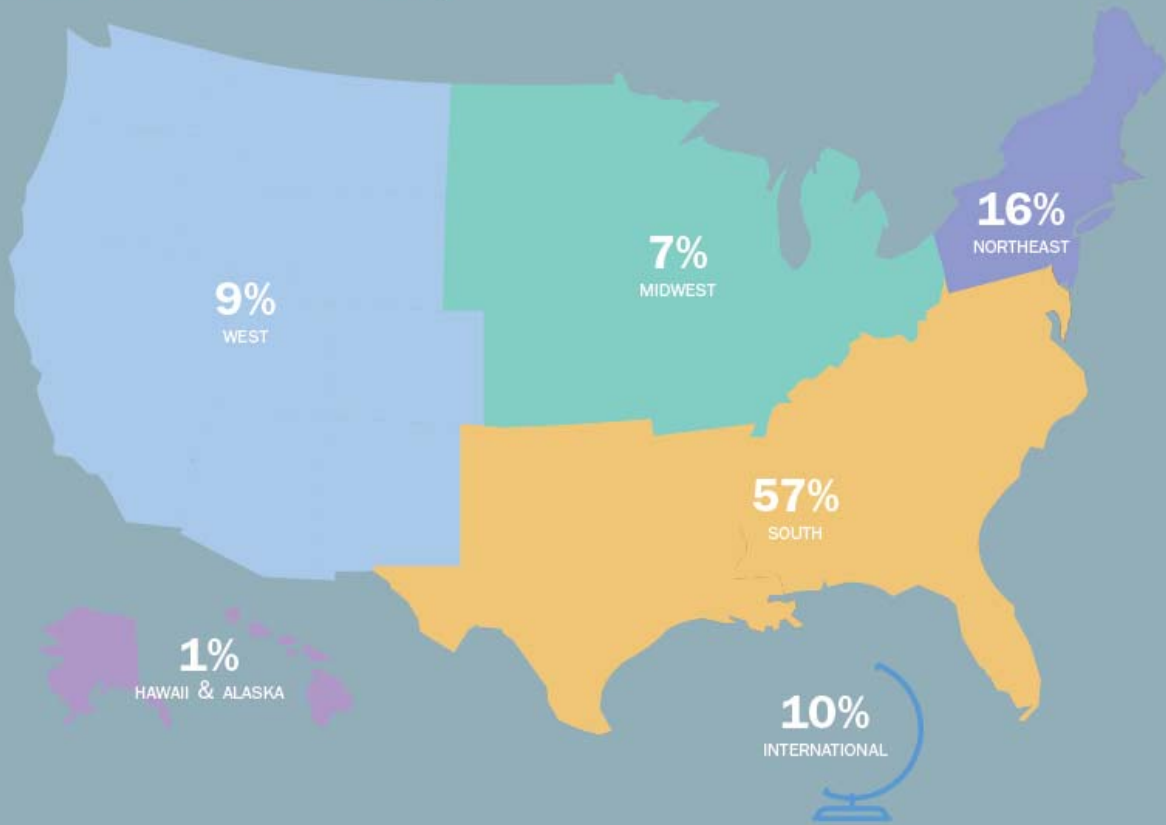 16%
NORTHEAST
7%
MIDWEST
9%
WEST
57%
SOUTH
1%
HAWAII & ALASKA
10%
INTERNATIONAL